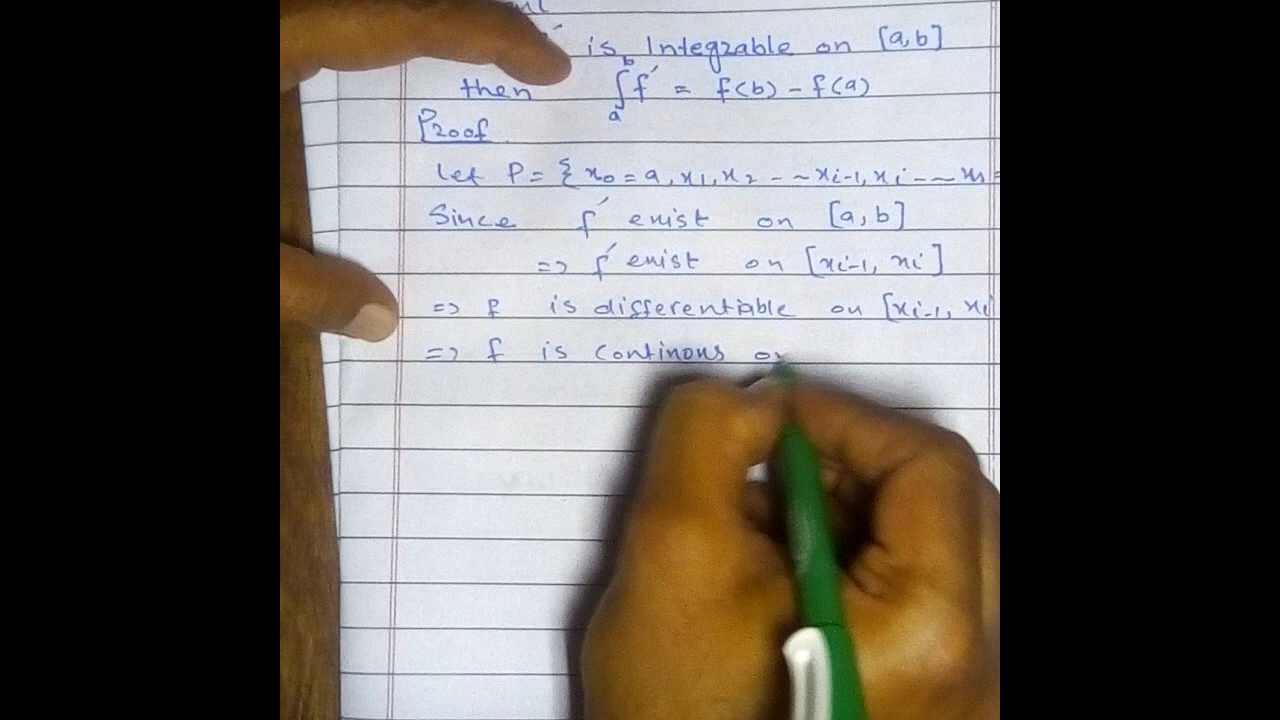 is Integrable on [a,b]
then ∫ₐᵇ f′ = f(b) - f(a)
Proof
let P = { x₀ = a, x₁, x₂ --~ xᵢ₋₁, xᵢ -- ~ xₙ =
Since f′ exist on [a, b]
=> f′ exist on [xᵢ₋₁, xᵢ]
=> f is differentiable on [xᵢ₋₁, xᵢ
=> f is continous on